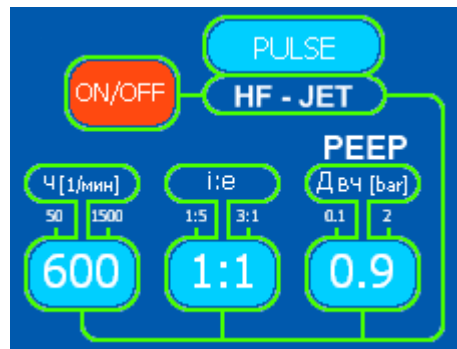 PULSE
ON/OFF
HF - JET
PEEP
Ч[1/мин] i:e Двч [bar]
50 1500 1:5 3:1 0.1 2
600 1:1 0.9